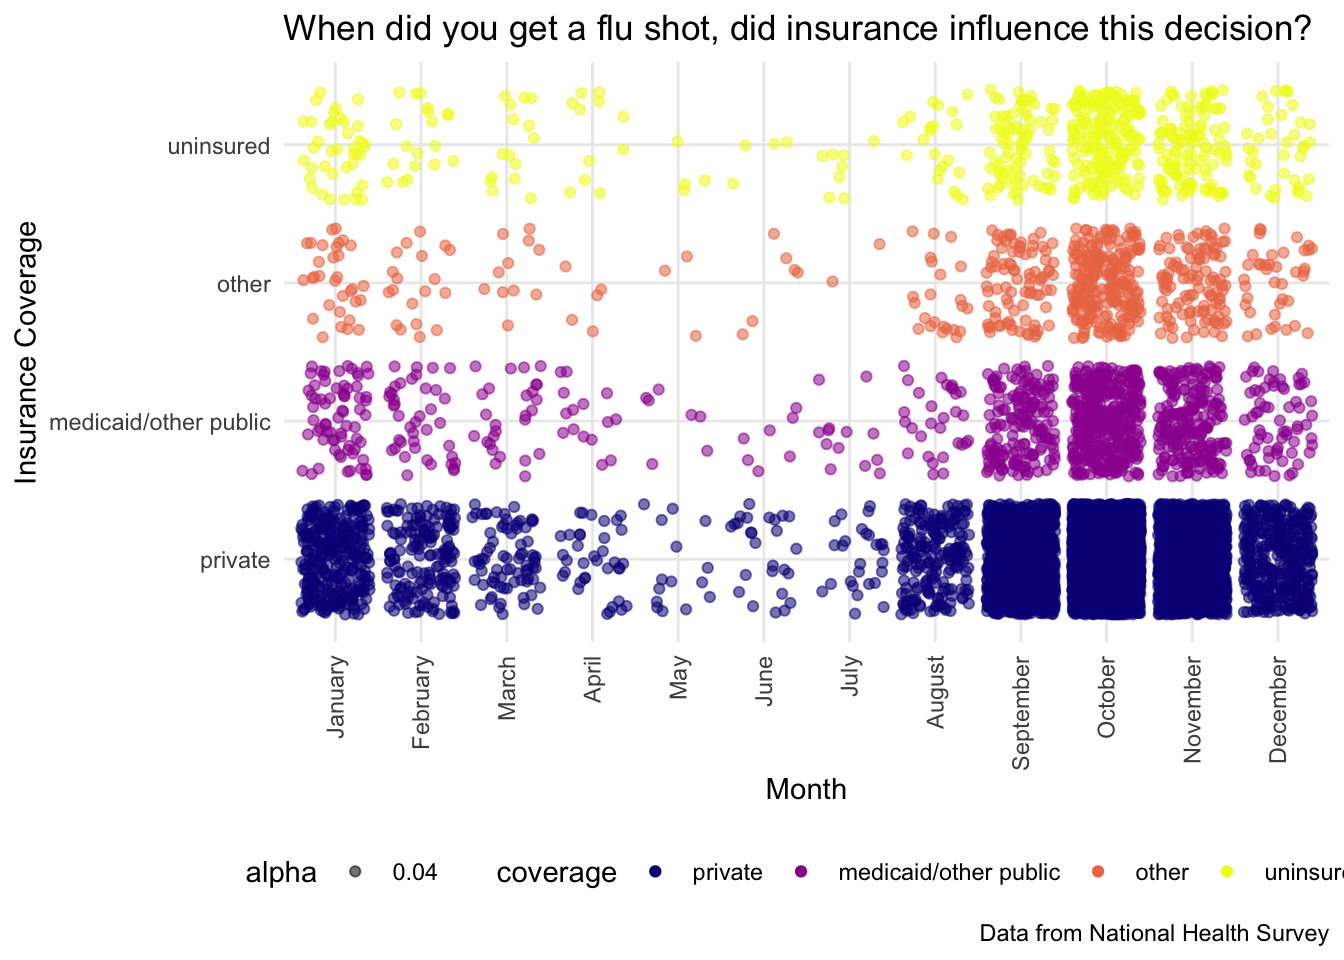 When did you get a flu shot, did insurance influence this decision?
Insurance Coverage
uninsured
other
medicaid/other public
private
January
February
March
April
May
June
July
August
September
October
November
December
Month
alpha 0.04 coverage private medicaid/other public other
Data from National Health Survey